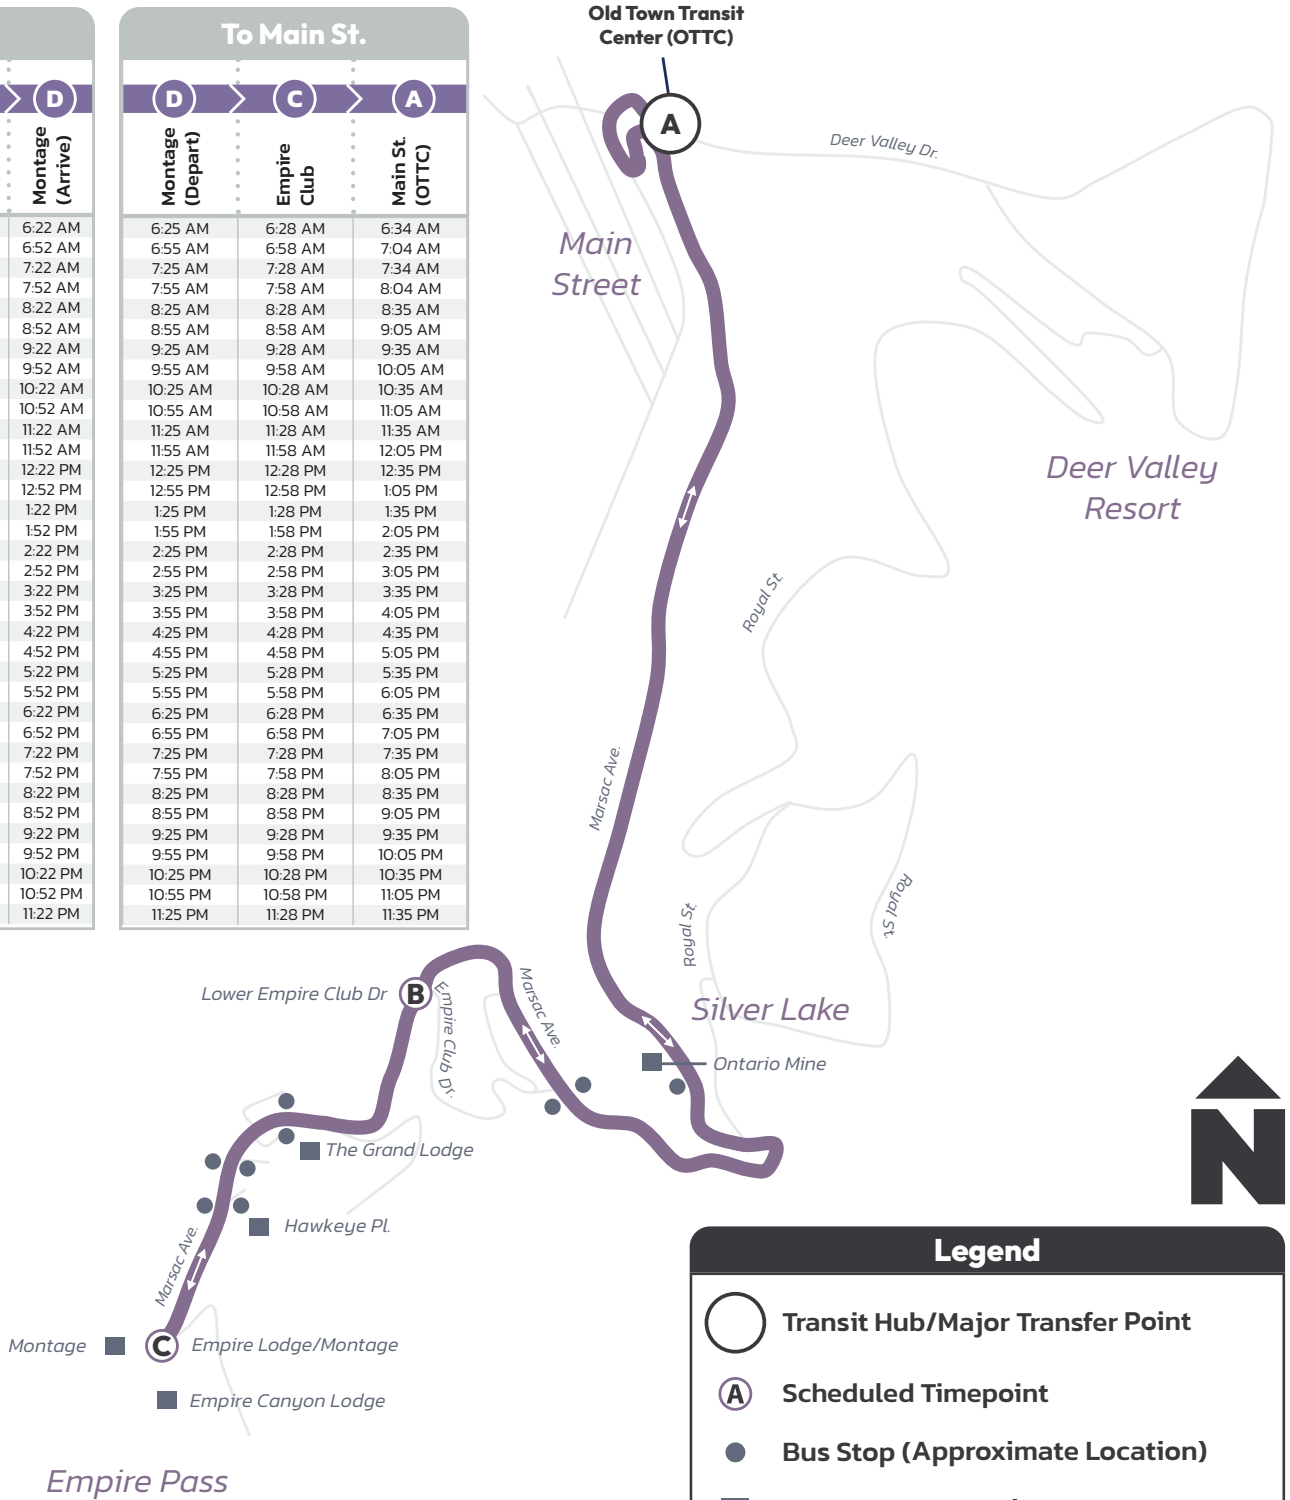 D
Montage
(Arrive)
6:22 AM
6:52 AM
7:22 AM
7:52 AM
8:22 AM
8:52 AM
9:22 AM
9:52 AM
10:22 AM
10:52 AM
11:22 AM
11:52 AM
12:22 PM
12:52 PM
1:22 PM
1:52 PM
2:22 PM
2:52 PM
3:22 PM
3:52 PM
4:22 PM
4:52 PM
5:22 PM
5:52 PM
6:22 PM
6:52 PM
7:22 PM
7:52 PM
8:22 PM
8:52 PM
9:22 PM
9:52 PM
10:22 PM
10:52 PM
11:22 PM
To Main St.
D C A
Montage
(Depart)
Empire
Club
Main St.
(OTTC)
6:25 AM 6:28 AM 6:34 AM
6:55 AM 6:58 AM 7:04 AM
7:25 AM 7:28 AM 7:34 AM
7:55 AM 7:58 AM 8:04 AM
8:25 AM 8:28 AM 8:35 AM
8:55 AM 8:58 AM 9:05 AM
9:25 AM 9:28 AM 9:35 AM
9:55 AM 9:58 AM 10:05 AM
10:25 AM 10:28 AM 10:35 AM
10:55 AM 10:58 AM 11:05 AM
11:25 AM 11:28 AM 11:35 AM
11:55 AM 11:58 AM 12:05 PM
12:25 PM 12:28 PM 12:35 PM
12:55 PM 12:58 PM 1:05 PM
1:25 PM 1:28 PM 1:35 PM
1:55 PM 1:58 PM 2:05 PM
2:25 PM 2:28 PM 2:35 PM
2:55 PM 2:58 PM 3:05 PM
3:25 PM 3:28 PM 3:35 PM
3:55 PM 3:58 PM 4:05 PM
4:25 PM 4:28 PM 4:35 PM
4:55 PM 4:58 PM 5:05 PM
5:25 PM 5:28 PM 5:35 PM
5:55 PM 5:58 PM 6:05 PM
6:25 PM 6:28 PM 6:35 PM
6:55 PM 6:58 PM 7:05 PM
7:25 PM 7:28 PM 7:35 PM
7:55 PM 7:58 PM 8:05 PM
8:25 PM 8:28 PM 8:35 PM
8:55 PM 8:58 PM 9:05 PM
9:25 PM 9:28 PM 9:35 PM
9:55 PM 9:58 PM 10:05 PM
10:25 PM 10:28 PM 10:35 PM
10:55 PM 10:58 PM 11:05 PM
11:25 PM 11:28 PM 11:35 PM
Old Town Transit
Center (OTTC)
A
Deer Valley Dr.
Main
Street
Deer Valley
Resort
Royal St.
Marsac Ave.
Royal St.
Royal St.
Silver Lake
Ontario Mine
Marsac Ave.
Empire Club Dr.
Lower Empire Club Dr
B
The Grand Lodge
Hawkeye Pl.
Marsac Ave.
Montage
C
Empire Lodge/Montage
Empire Canyon Lodge
Empire Pass
N
Legend
Transit Hub/Major Transfer Point
A Scheduled Timepoint
Bus Stop (Approximate Location)